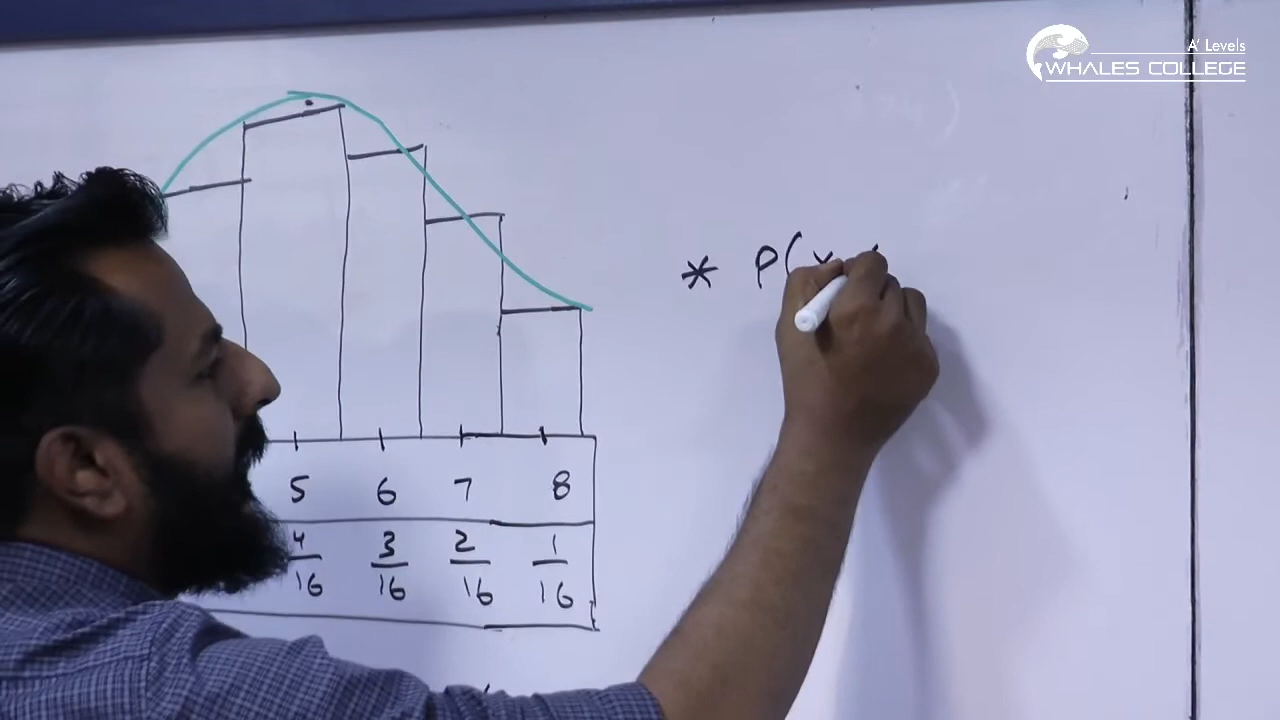 A' Levels
WHALES COLLEGE
* P(x
5 6 7 8
4/16 3/16 2/16 1/16